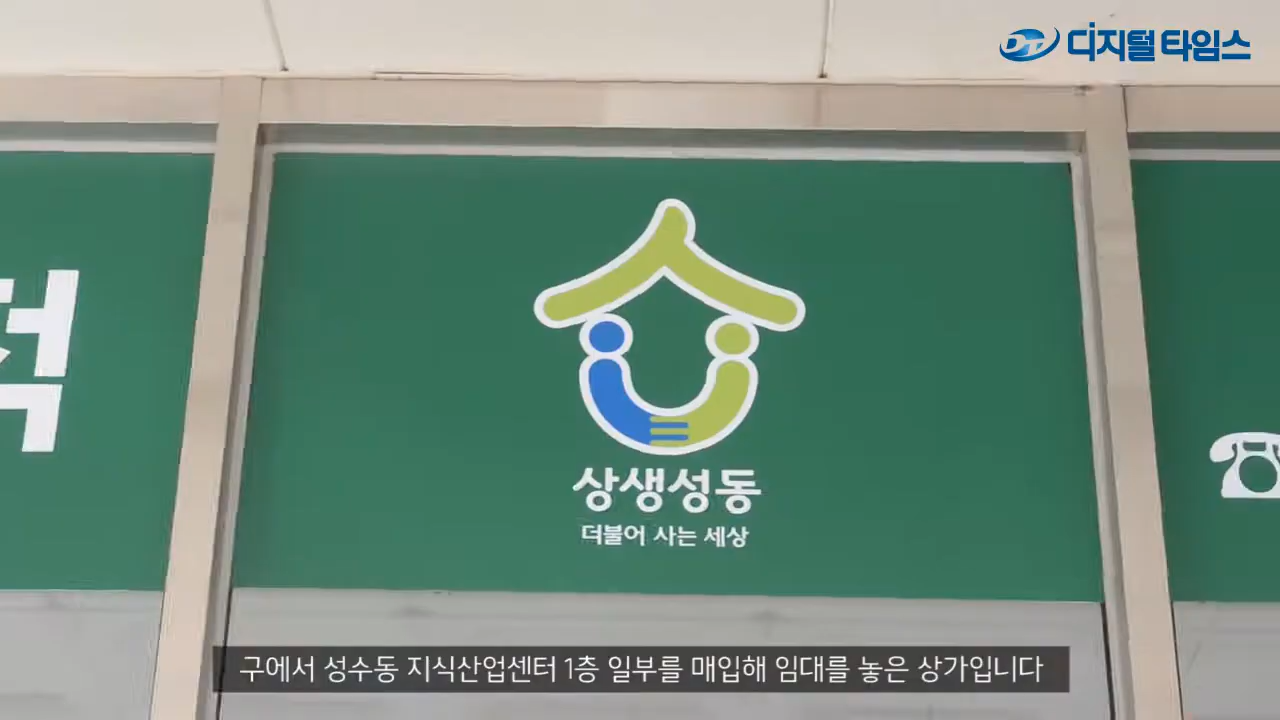 디지털타임스
적
상생성동
더불어 사는 세상
구에서 성수동 지식산업센터 1층 일부를 매입해 임대를 놓은 상가입니다